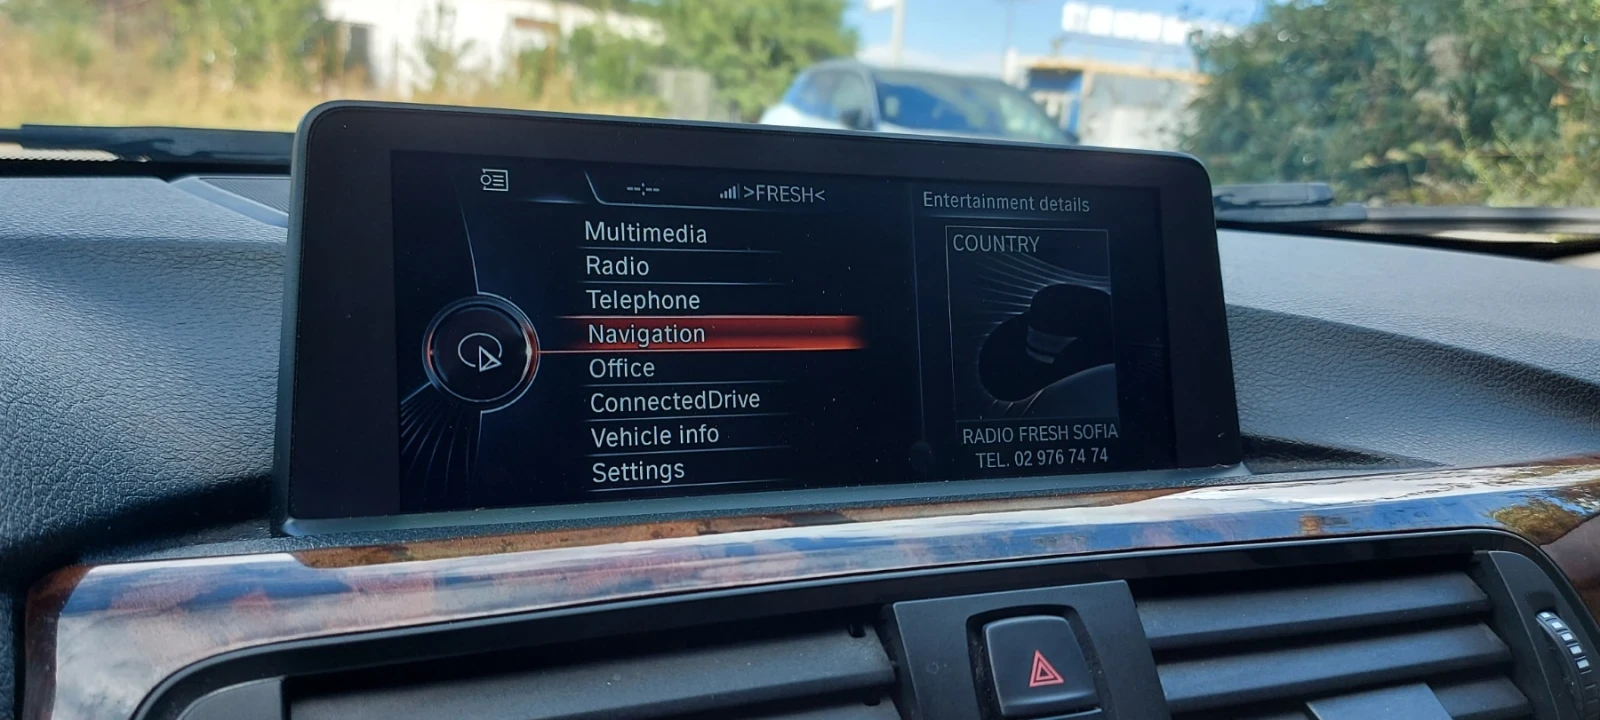 --:-- >FRESH<
Multimedia
Radio
Telephone
Navigation
Office
ConnectedDrive
Vehicle info
Settings
Entertainment details
COUNTRY
RADIO FRESH SOFIA
TEL. 02 976 74 74